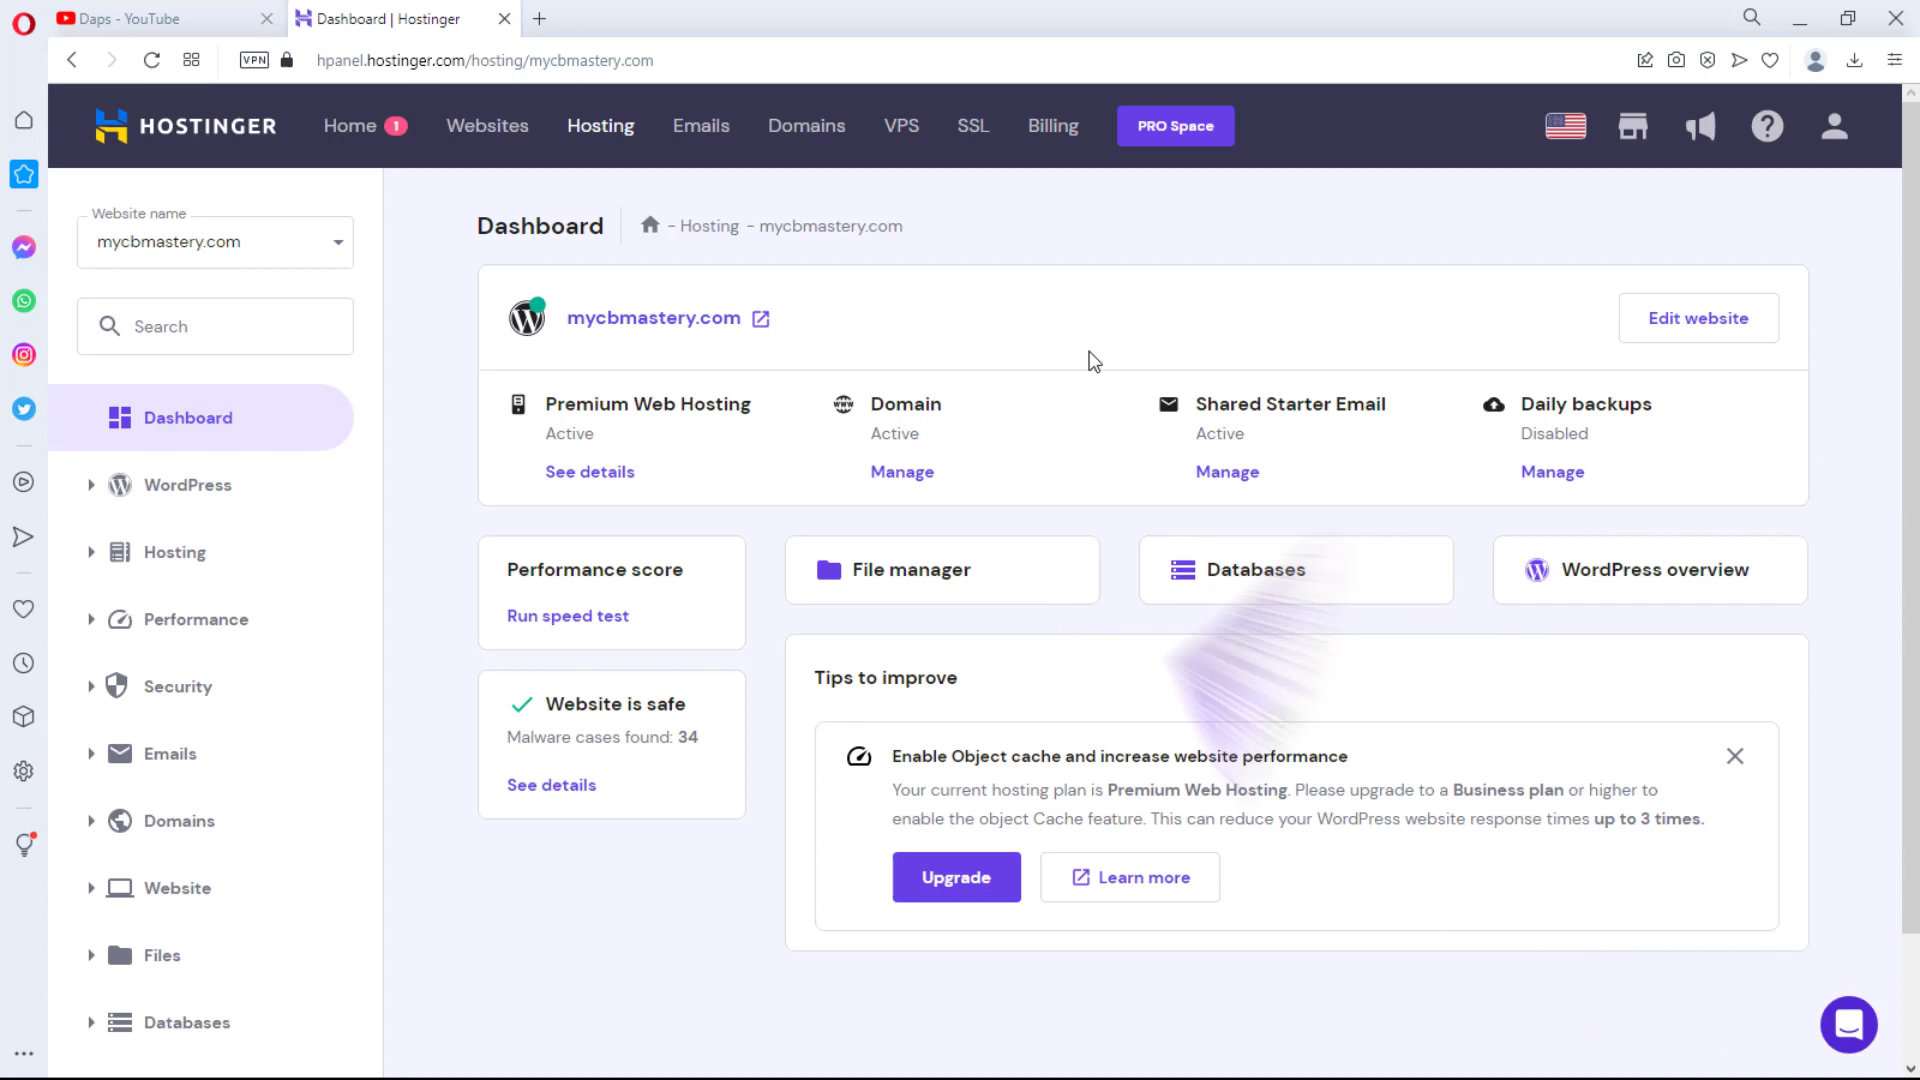 Daps - YouTube
Dashboard | Hostinger
VPN
hpanel.hostinger.com/hosting/mycbmastery.com
HOSTINGER
Home 1
Websites
Hosting
Emails
Domains
VPS
SSL
Billing
PRO Space
Website name
mycbmastery.com
Search
Dashboard
WordPress
Hosting
Performance
Security
Emails
Domains
Website
Files
Databases
Dashboard
- Hosting - mycbmastery.com
mycbmastery.com
Edit website
Premium Web Hosting
Active
See details
Domain
Active
Manage
Shared Starter Email
Active
Manage
Daily backups
Disabled
Manage
Performance score
Run speed test
File manager
Databases
WordPress overview
Website is safe
Malware cases found: 34
See details
Tips to improve
Enable Object cache and increase website performance
Your current hosting plan is Premium Web Hosting. Please upgrade to a Business plan or higher to
enable the object Cache feature. This can reduce your WordPress website response times up to 3 times.
Upgrade
Learn more